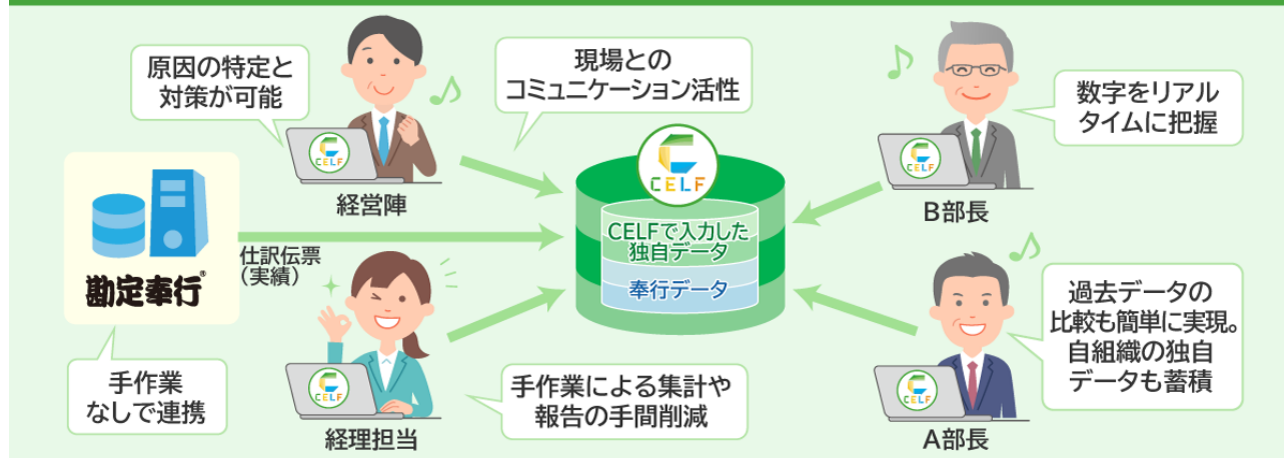 原因の特定と
対策が可能
経営陣
現場との
コミュニケーション活性
数字をリアル
タイムに把握
B部長
勘定奉行®
仕訳伝票
(実績)
手作業
なしで連携
経理担当
手作業による集計や
報告の手間削減
CELF
CELFで入力した
独自データ
奉行データ
過去データの
比較も簡単に実現。
自組織の独自
データも蓄積
A部長
CELF
CELF
CELF
CELF